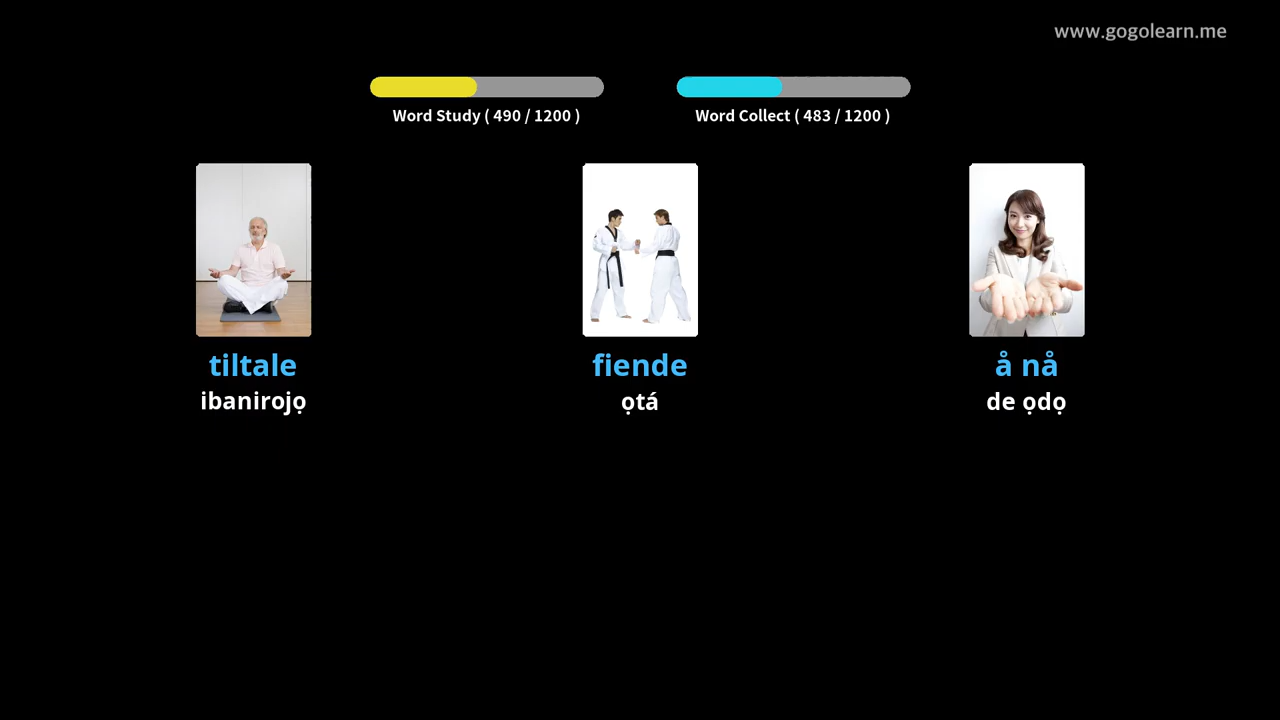 www.gogolearn.me
Word Study ( 490 / 1200 )
Word Collect ( 483 / 1200 )
tiltale
fiende
å nå
ibanirojọ
ọtá
de ọdọ